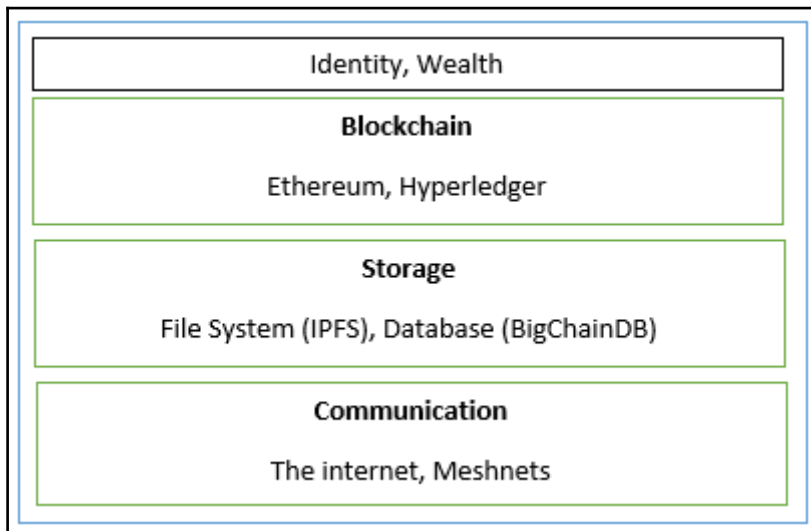 Identity, Wealth
Blockchain
Ethereum, Hyperledger
Storage
File System (IPFS), Database (BigChainDB)
Communication
The internet, Meshnets